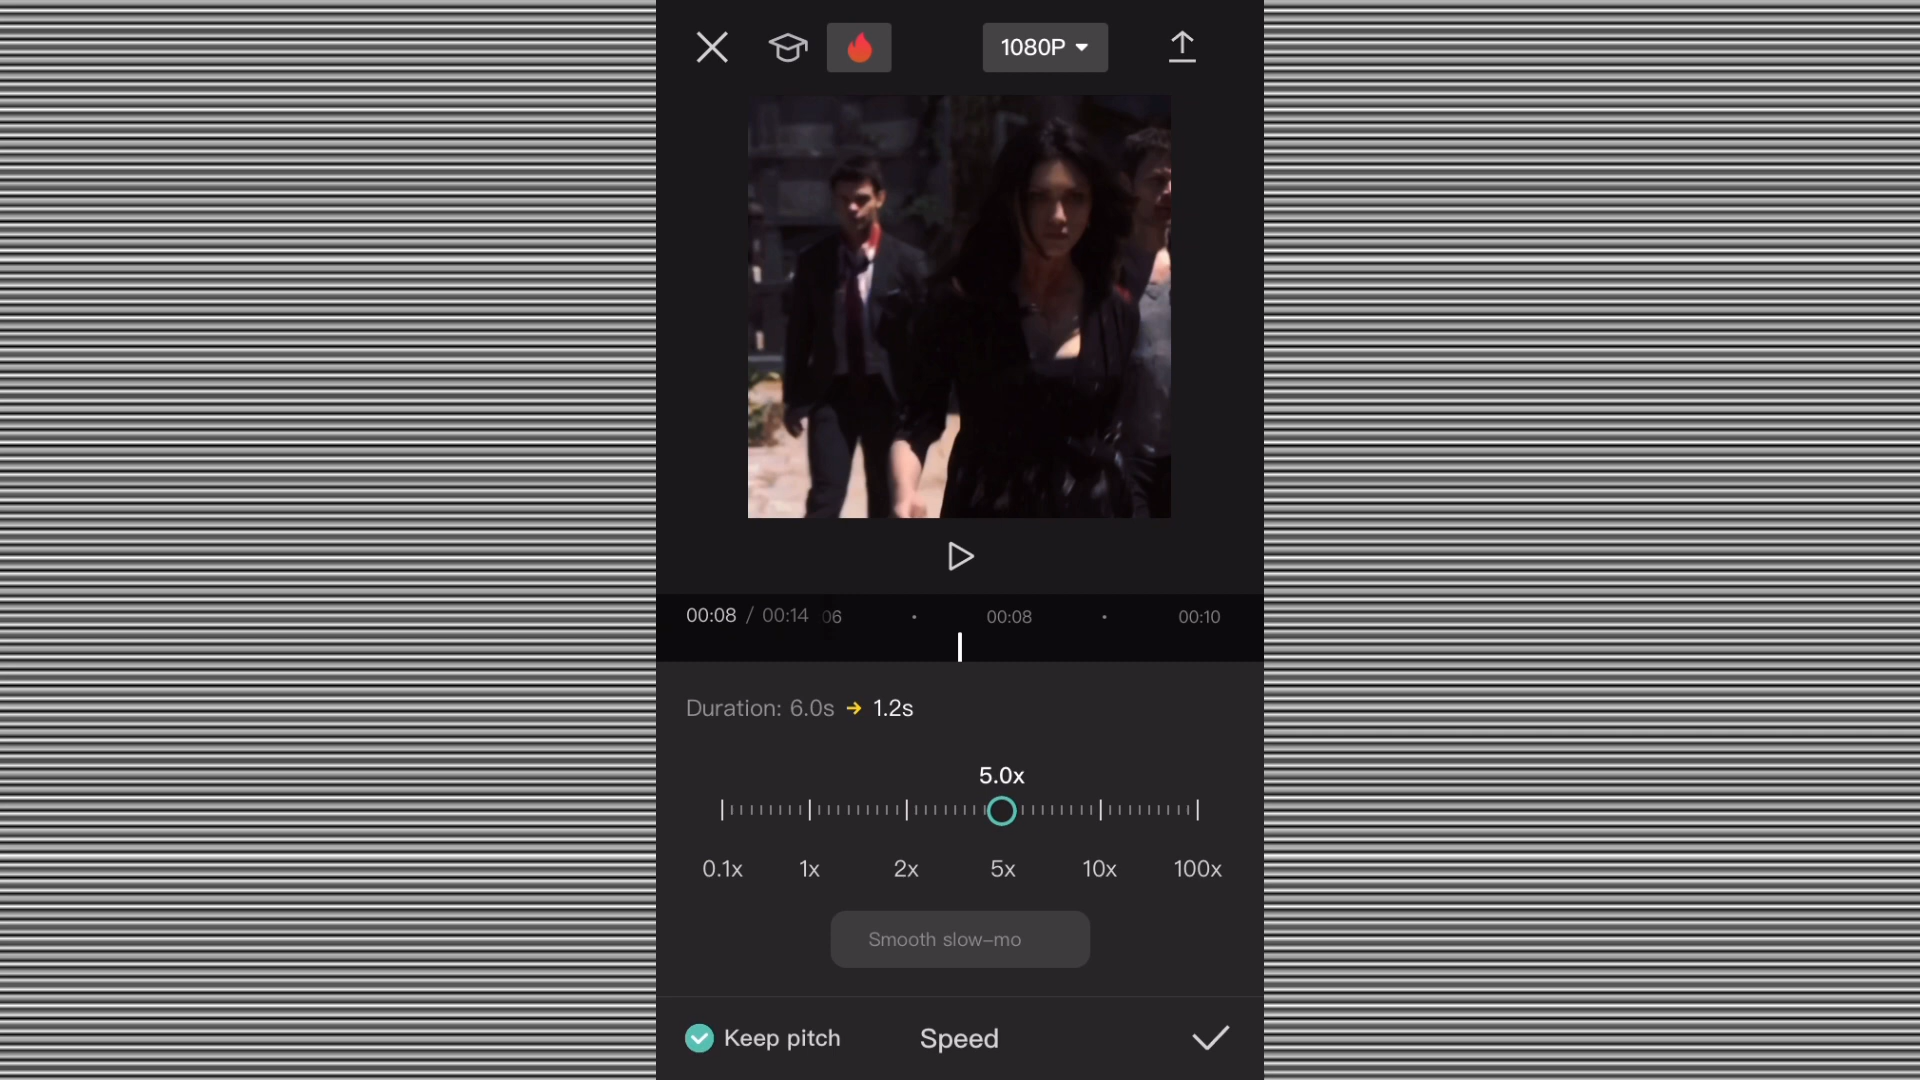 1080P
00:08 / 00:14 06 00:08 00:10
Duration: 6.0s → 1.2s
5.0x
0.1x 1x 2x 5x 10x 100x
Smooth slow-mo
Keep pitch Speed